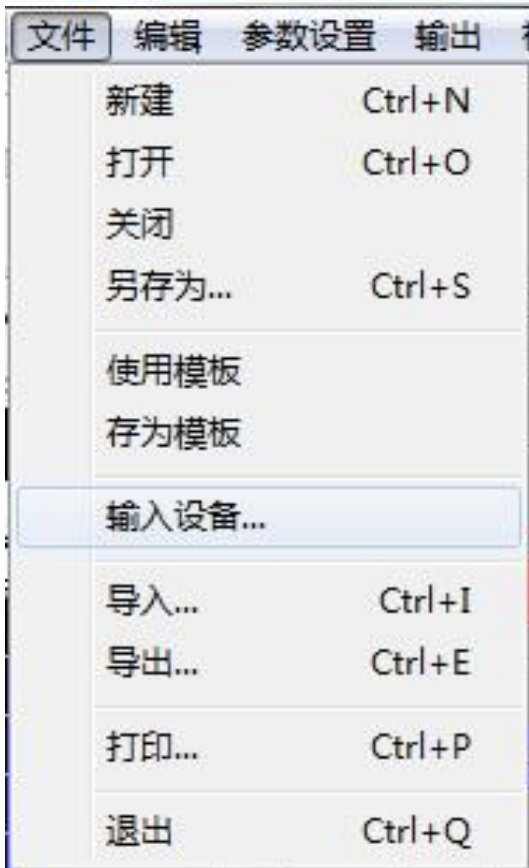 文件 编辑 参数设置 输出
新建 Ctrl+N
打开 Ctrl+O
关闭
另存为... Ctrl+S
使用模板
存为模板
输入设备...
导入... Ctrl+I
导出... Ctrl+E
打印... Ctrl+P
退出 Ctrl+Q